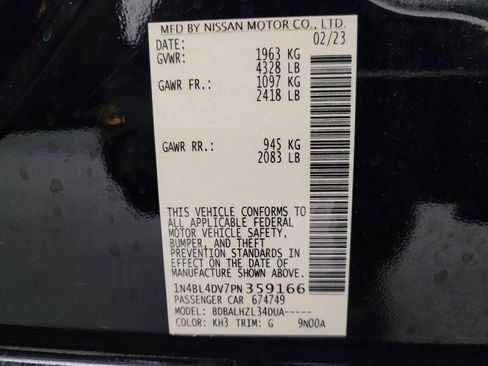 MFD BY NISSAN MOTOR CO., LTD.
DATE: 02/23
GVWR: 1963 KG
4328 LB
GAWR FR.: 1097 KG
2418 LB
GAWR RR.: 945 KG
2083 LB
THIS VEHICLE CONFORMS TO
ALL APPLICABLE FEDERAL
MOTOR VEHICLE SAFETY,
BUMPER, AND THEFT
PREVENTION STANDARDS
IN EFFECT ON THE DATE OF
MANUFACTURE SHOWN ABOVE.
1N4BL4DV7PN359166
PASSENGER CAR 674749
MODEL: BDBALHZL34DUA-----
COLOR: KH3 TRIM: G 9N00A